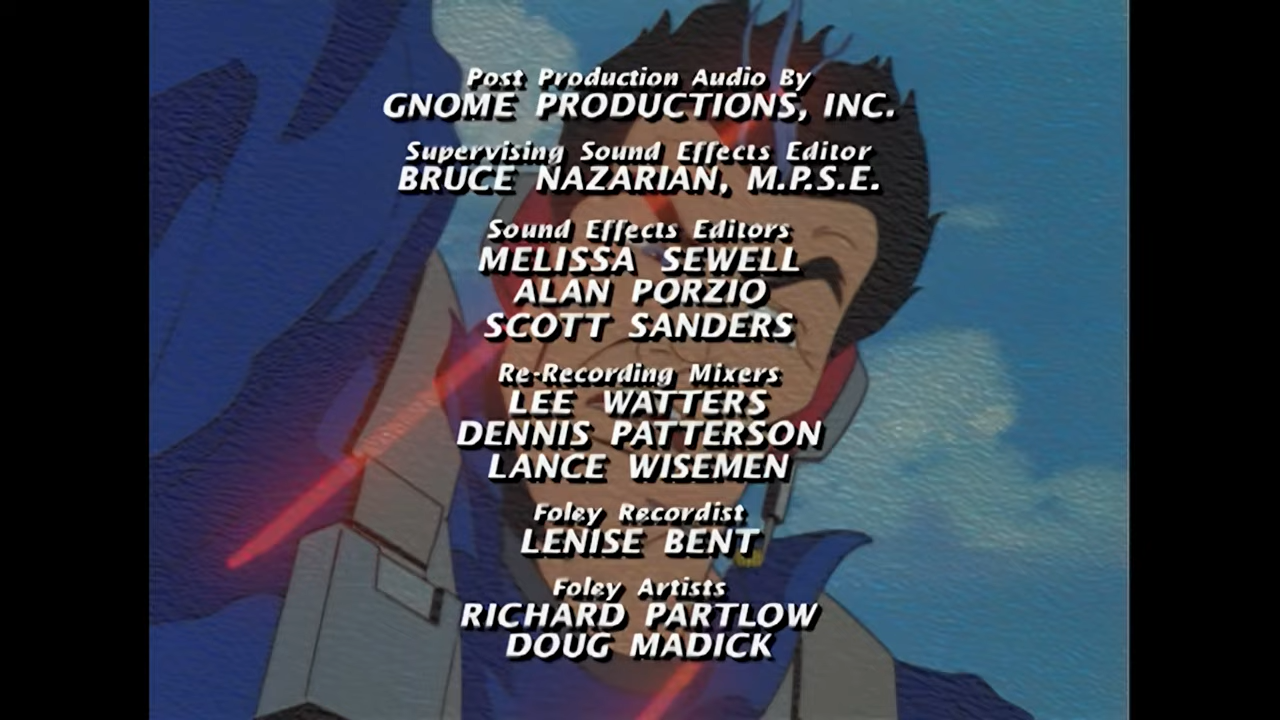 Post Production Audio By
GNOME PRODUCTIONS, INC.
Supervising Sound Effects Editor
BRUCE NAZARIAN, M.P.S.E.
Sound Effects Editors
MELISSA SEWELL
ALAN PORZIO
SCOTT SANDERS
Re-Recording Mixers
LEE WATTERS
DENNIS PATTERSON
LANCE WISEMEN
Foley Recordist
LENISE BENT
Foley Artists
RICHARD PARTLOW
DOUG MADICK